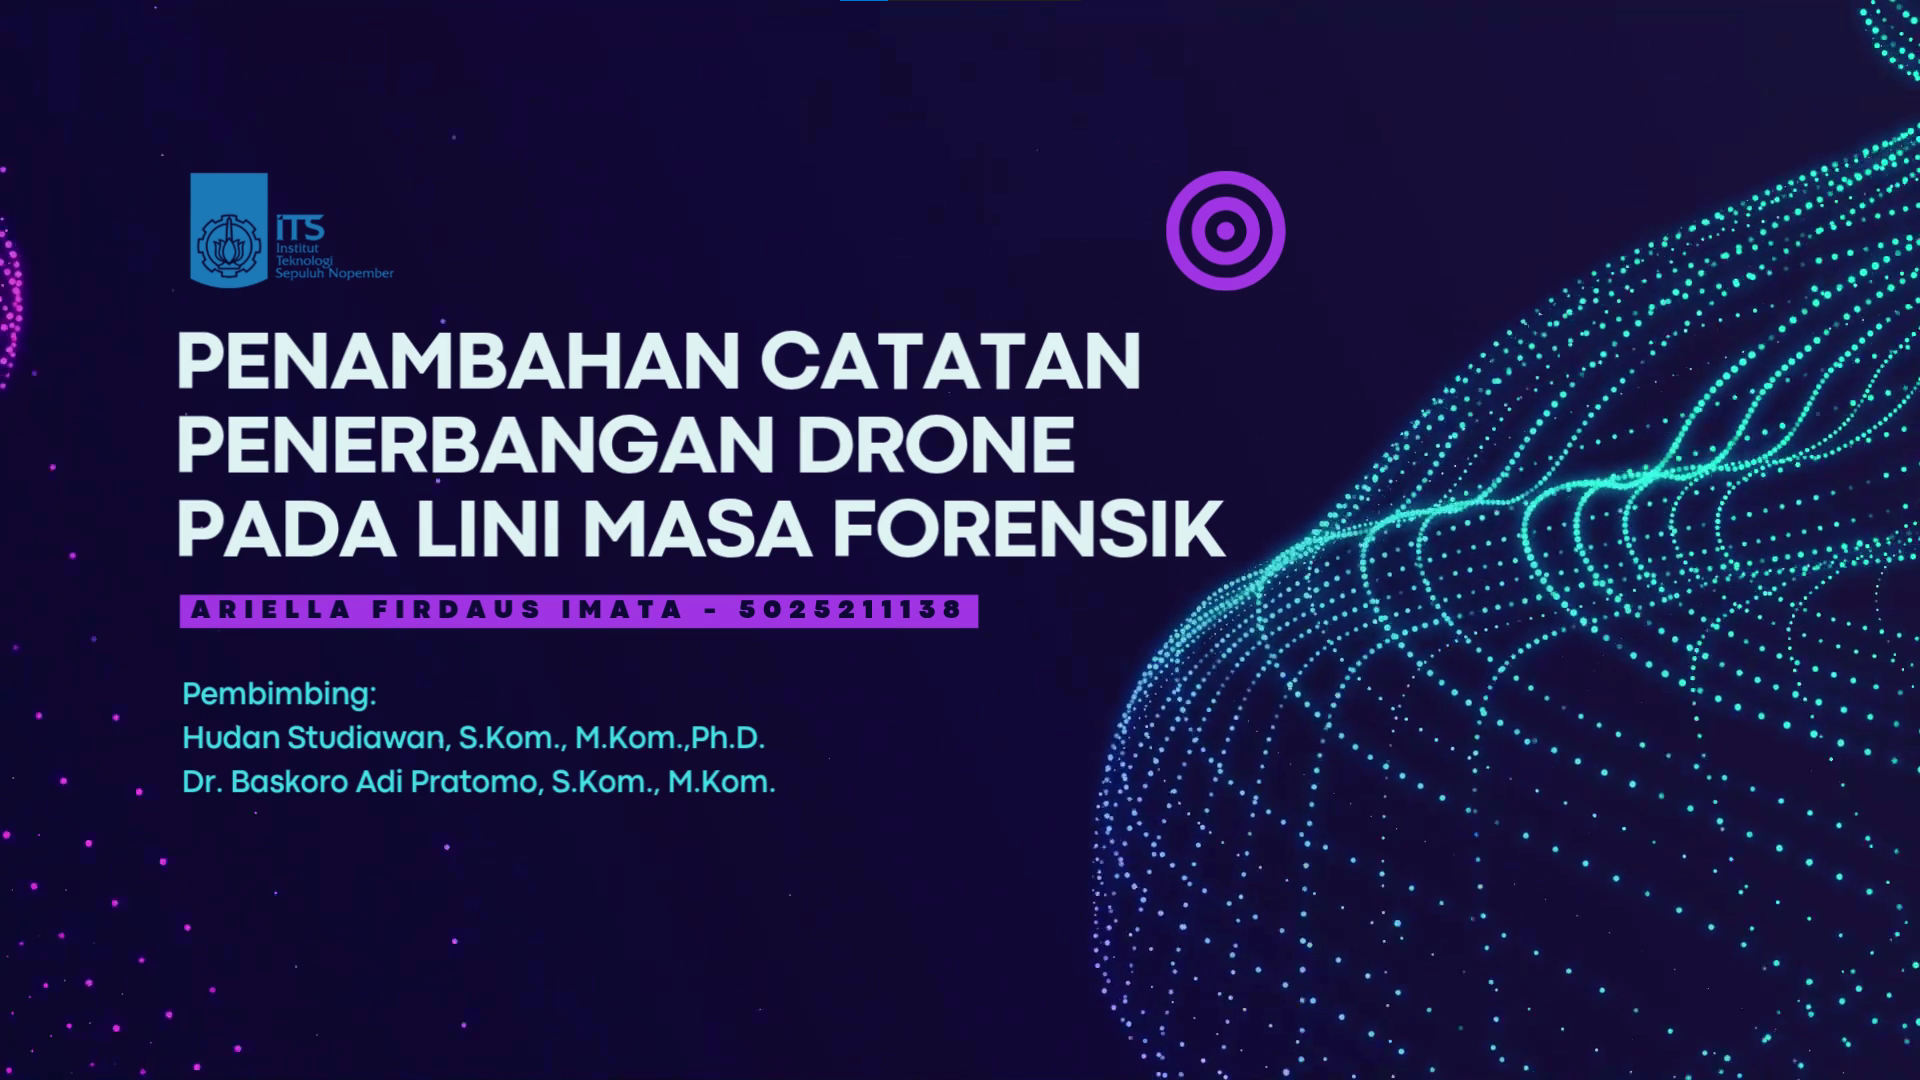 iTS
Institut
Teknologi
Sepuluh Nopember
PENAMBAHAN CATATAN
PENERBANGAN DRONE
PADA LINI MASA FORENSIK
ARIELLA FIRDAUS IMATA - 5025211138
Pembimbing:
Hudan Studiawan, S.Kom., M.Kom.,Ph.D.
Dr. Baskoro Adi Pratomo, S.Kom., M.Kom.